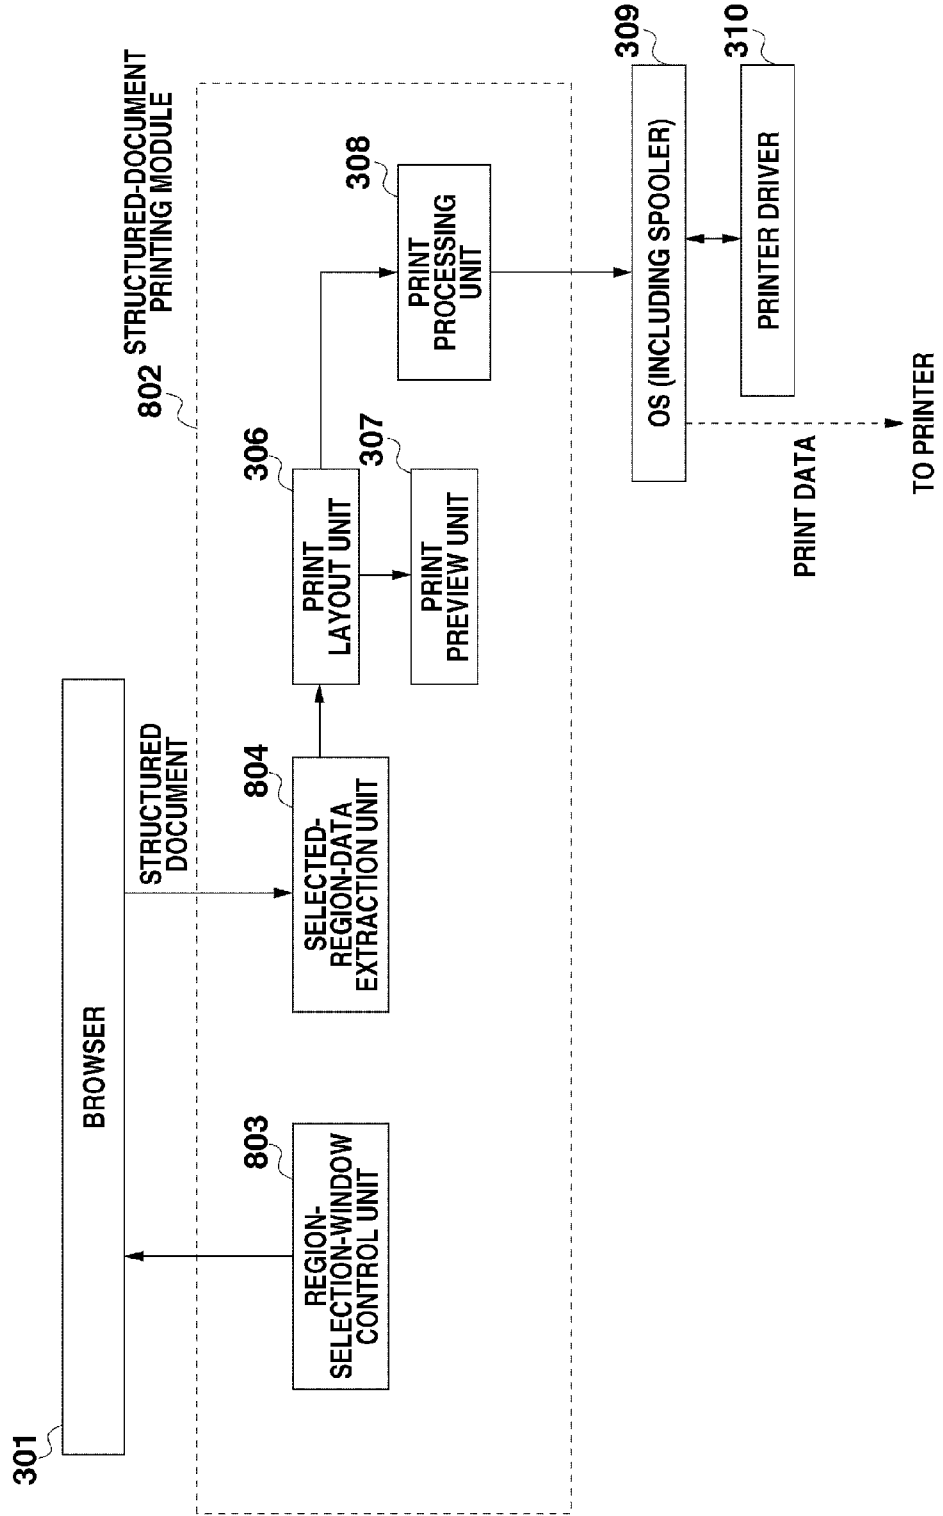 301
BROWSER
STRUCTURED
DOCUMENT
802
STRUCTURED-DOCUMENT
PRINTING MODULE
803
REGION-
SELECTION-WINDOW
CONTROL UNIT
804
SELECTED-
REGION-DATA
EXTRACTION UNIT
306
PRINT
LAYOUT UNIT
307
PRINT
PREVIEW UNIT
308
PRINT
PROCESSING
UNIT
309
OS (INCLUDING SPOOLER)
310
PRINTER DRIVER
PRINT DATA
TO PRINTER